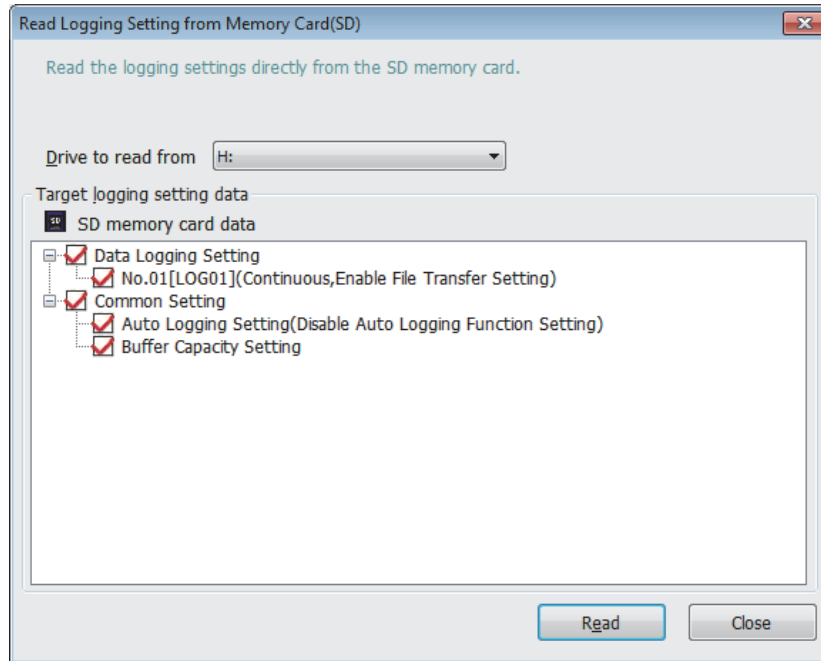 Read Logging Setting from Memory Card(SD)
Read the logging settings directly from the SD memory card.
Drive to read from H:
Target logging setting data
SD SD memory card data
Data Logging Setting
No.01[LOG01](Continuous,Enable File Transfer Setting)
Common Setting
Auto Logging Setting(Disable Auto Logging Function Setting)
Buffer Capacity Setting
Read Close